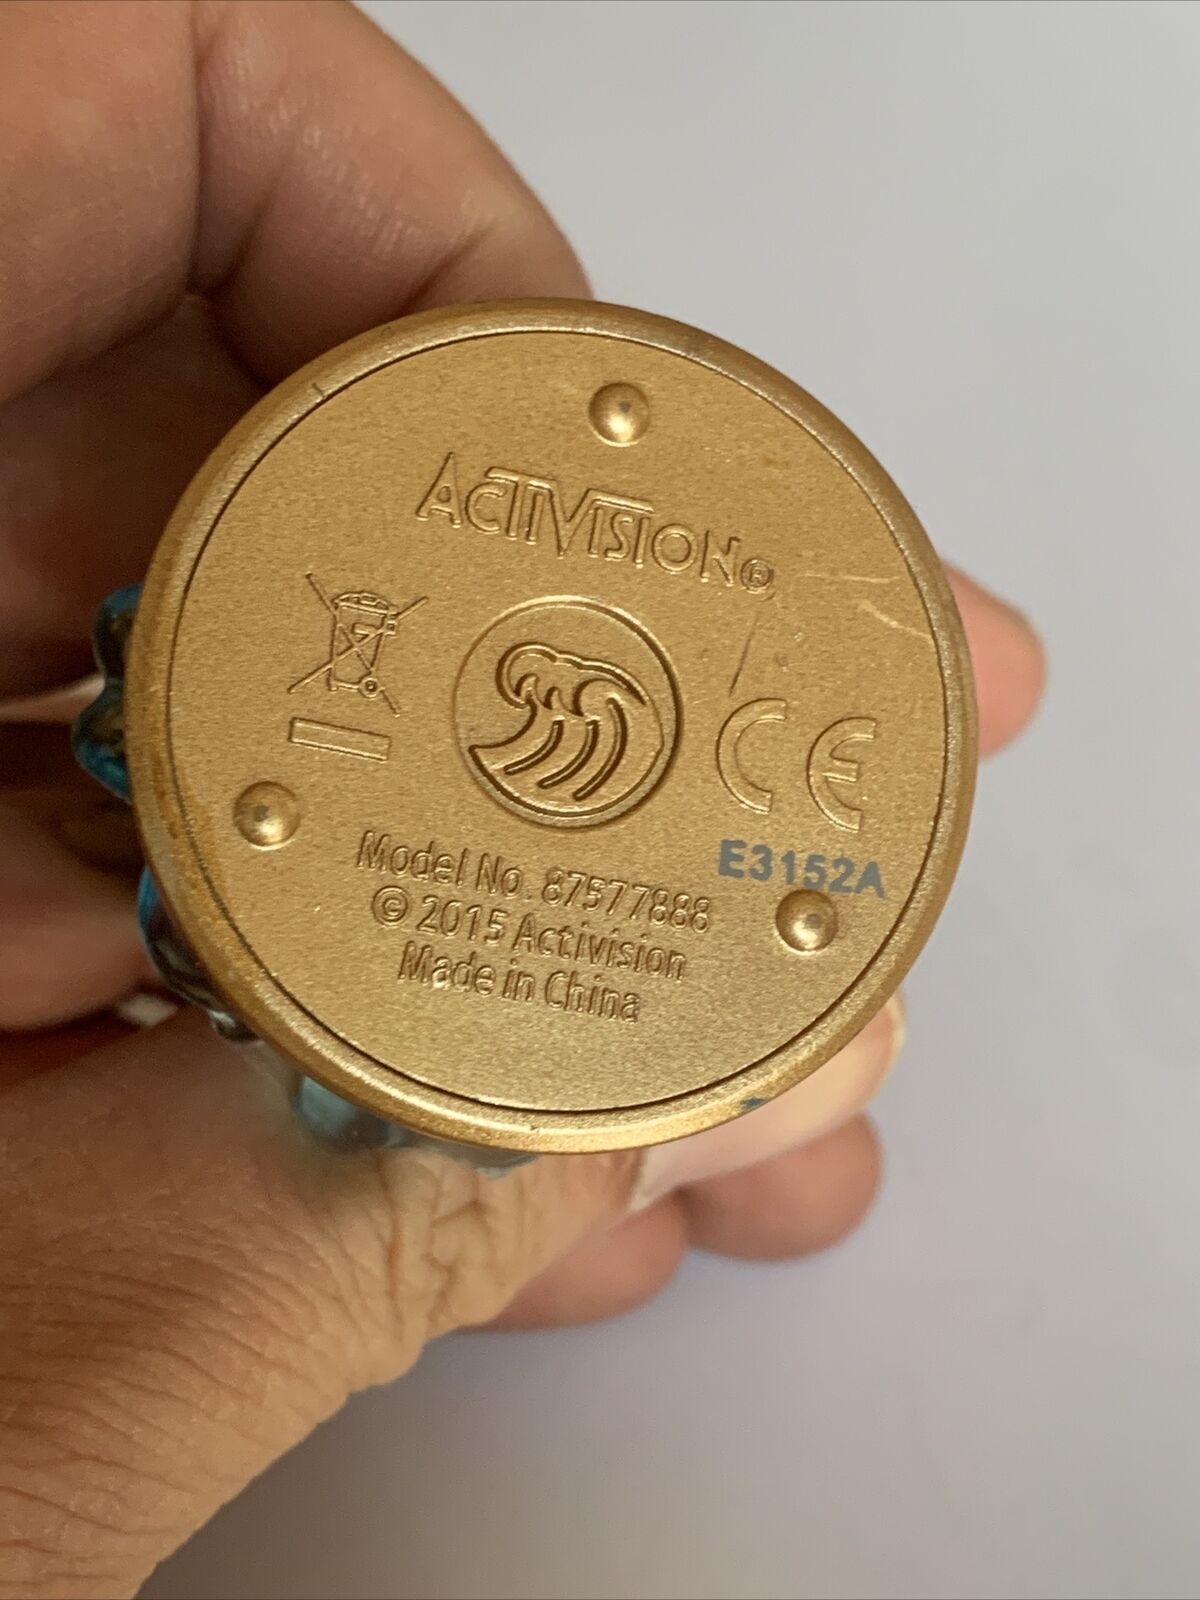 ACTIVISION®
CE
E3152A
Model No. 87577888
© 2015 Activision
Made in China